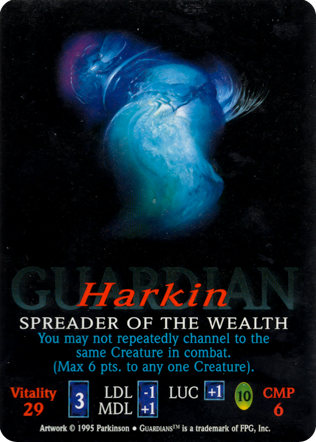 GUARDIAN
Harkin
SPREADER OF THE WEALTH
You may not repeatedly channel to the
same Creature in combat.
(Max 6 pts. to any one Creature).
Vitality 3 LDL -1 LUC +1 10 CMP
29 MDL +1 6
Artwork © 1995 Parkinson • GUARDIANS™ is a trademark of FPG, Inc.